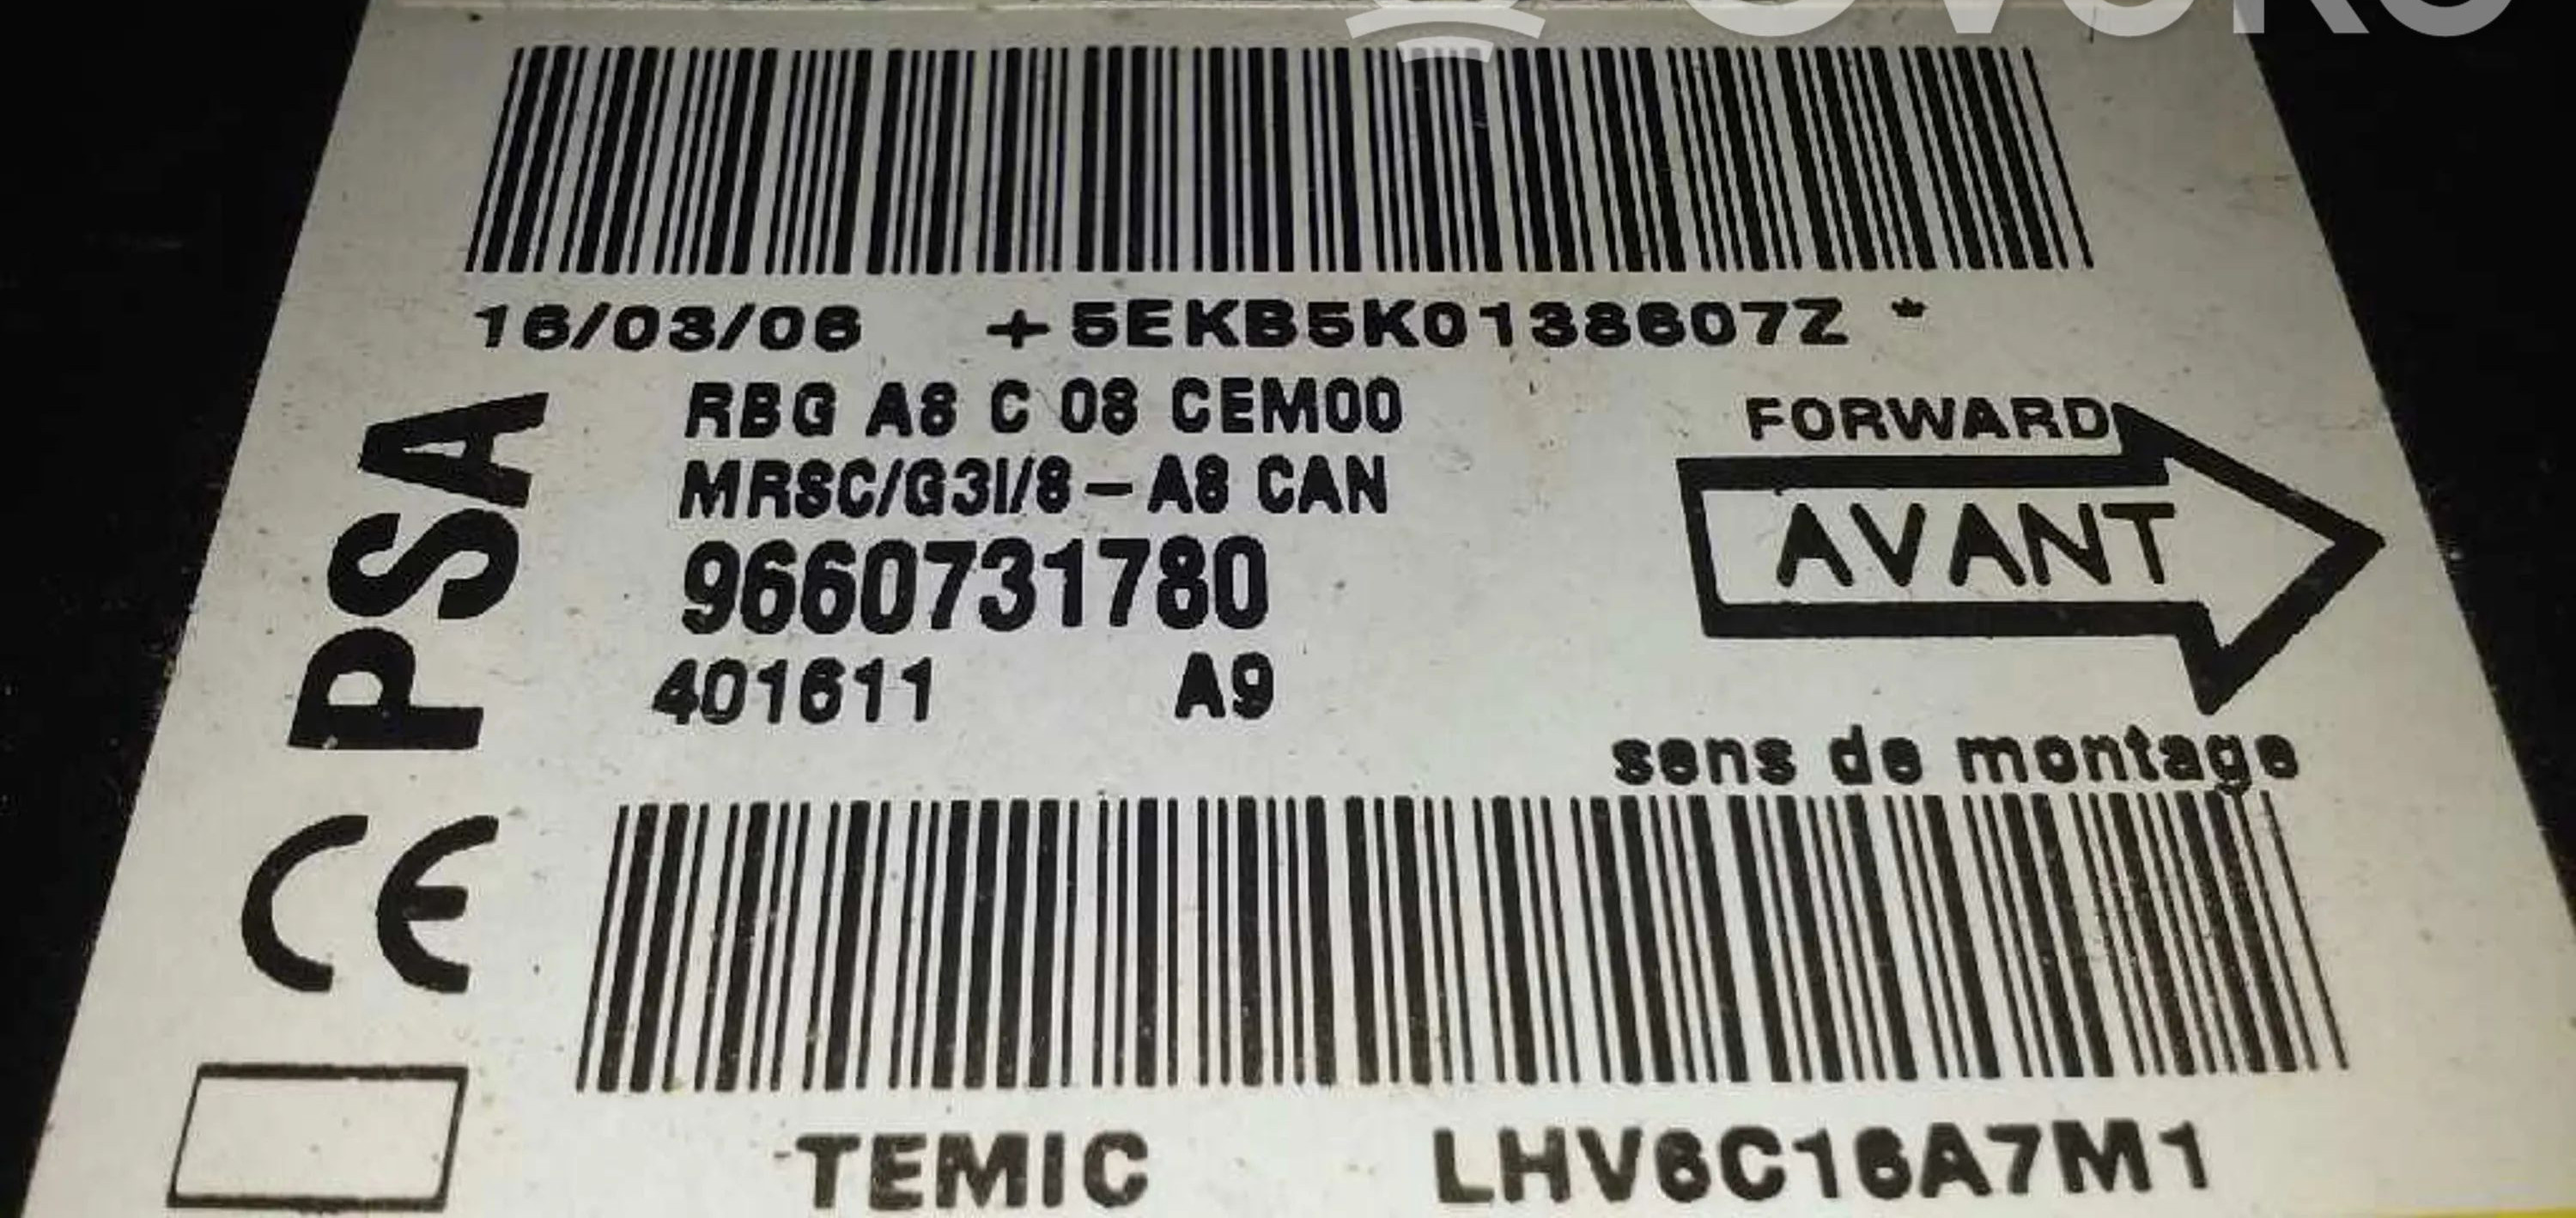 16/03/06 +5EKB5K0138607Z *
RBG A8 C 08 CEM00
MRSC/G3I/8 – A8 CAN
9660731780
401611 A9
PSA
CE
FORWARD
AVANT
sens de montage
TEMIC LHV6C16A7M1